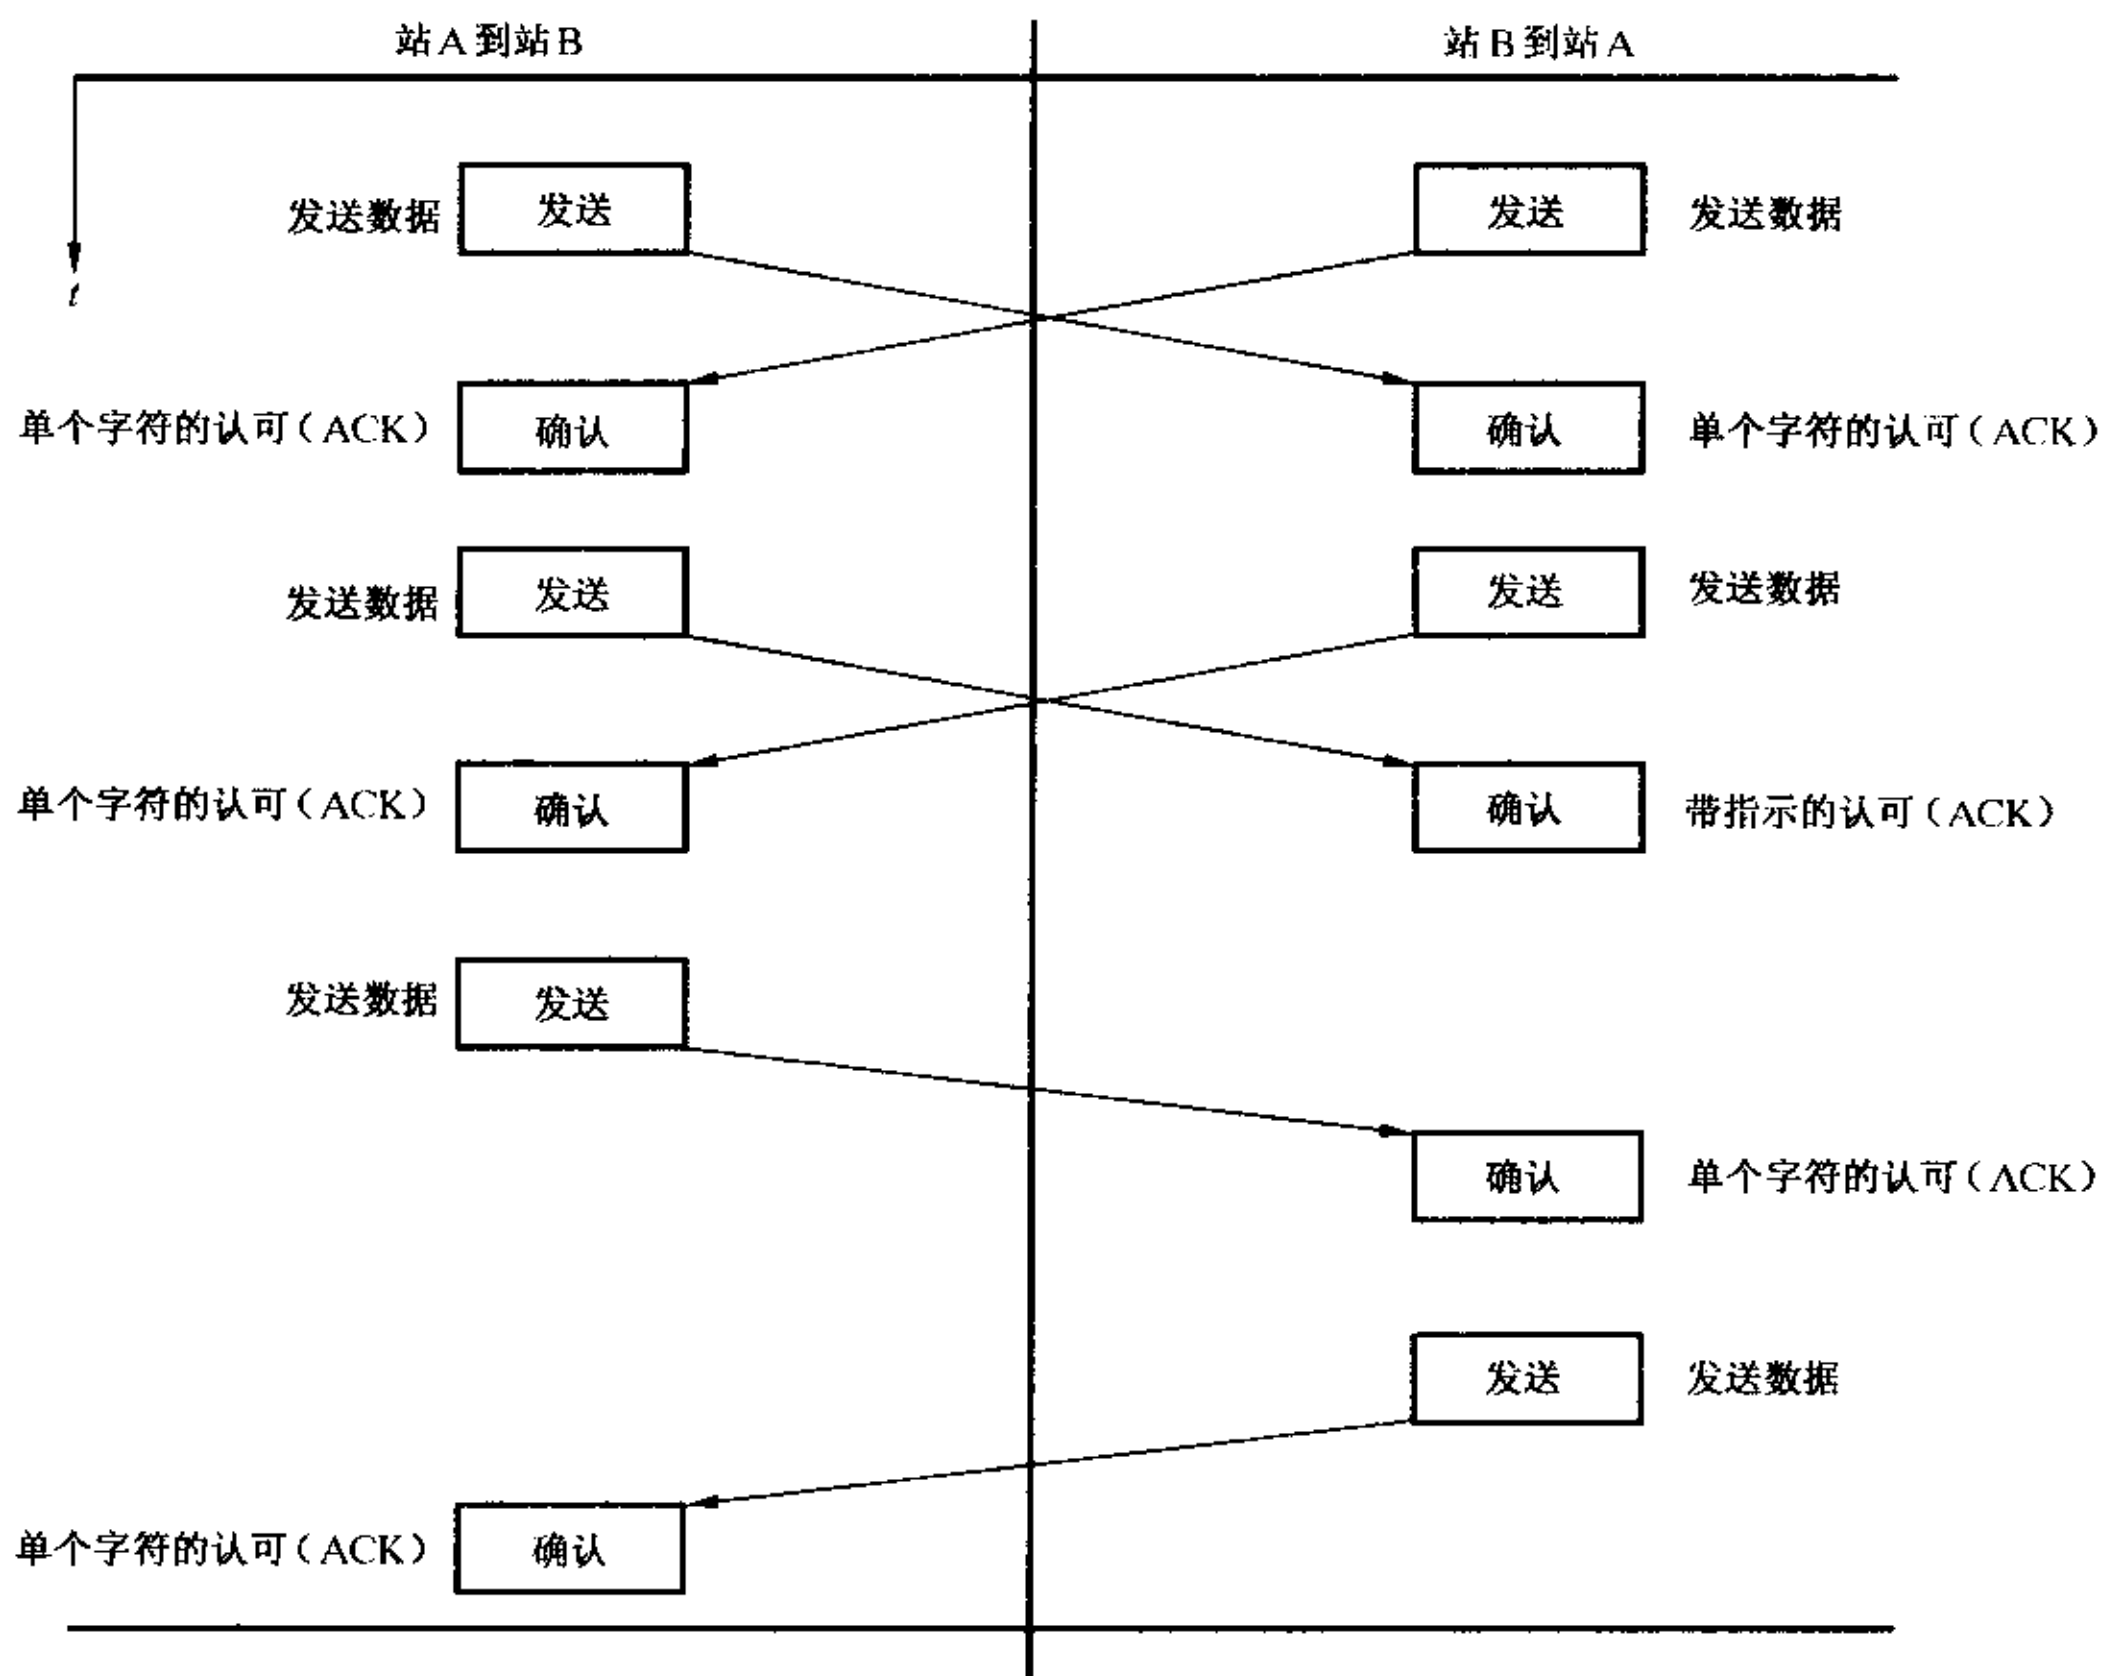 站A到站B 站B到站A
发送数据 发送 发送 发送数据
t
单个字符的认可(ACK) 确认 确认 单个字符的认可(ACK)
发送数据 发送 发送 发送数据
单个字符的认可(ACK) 确认 确认 带指示的认可(ACK)
发送数据 发送
确认 单个字符的认可(ACK)
发送 发送数据
单个字符的认可(ACK) 确认